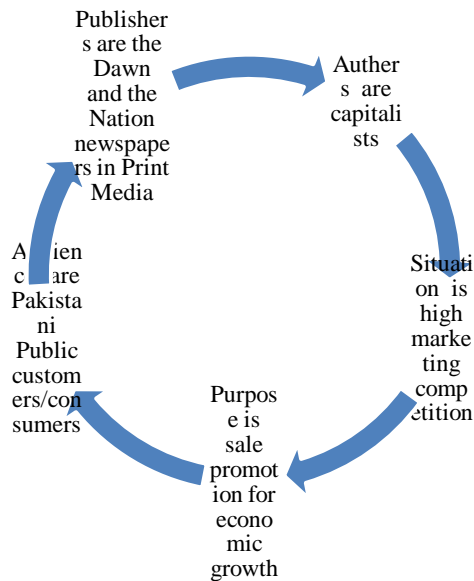 Publisher
s are the
Dawn
and the
Nation
newspape
rs in Print
Media
Auther
s are
capitali
sts
Situati
on is
high
marke
ting
comp
etition
Purpos
e is
sale
promot
ion for
econo
mic
growth
A ien
c are
Pakista
ni
Public
custom
ers/con
sumers